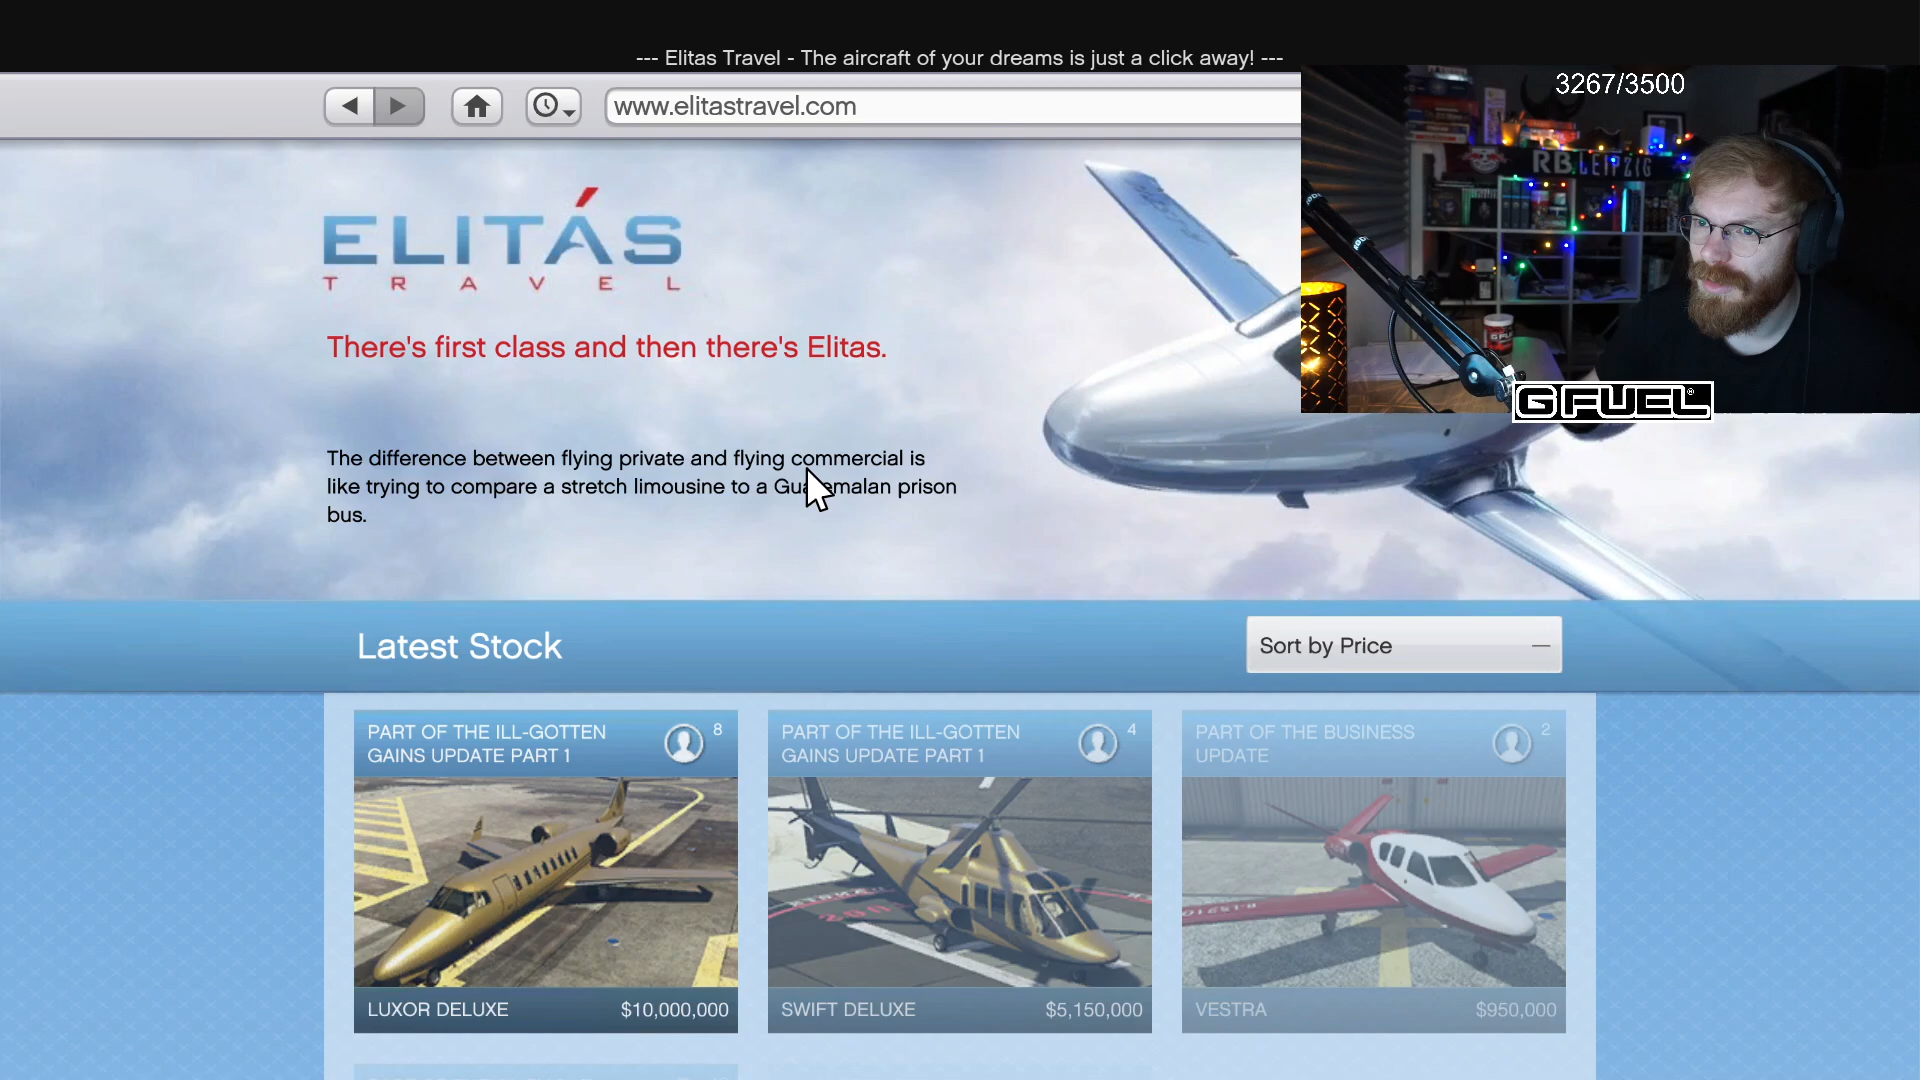 --- Elitas Travel - The aircraft of your dreams is just a click away! ---
www.elitastravel.com
3267/3500
RB LEIPZIG
ELITÁS
TRAVEL
There's first class and then there's Elitas.
G FUEL®
The difference between flying private and flying commercial is
like trying to compare a stretch limousine to a Guatemalan prison
bus.
Latest Stock
Sort by Price
PART OF THE ILL-GOTTEN
GAINS UPDATE PART 1
8
PART OF THE ILL-GOTTEN
GAINS UPDATE PART 1
4
PART OF THE BUSINESS
UPDATE
2
LUXOR DELUXE
$10,000,000
SWIFT DELUXE
$5,150,000
VESTRA
$950,000